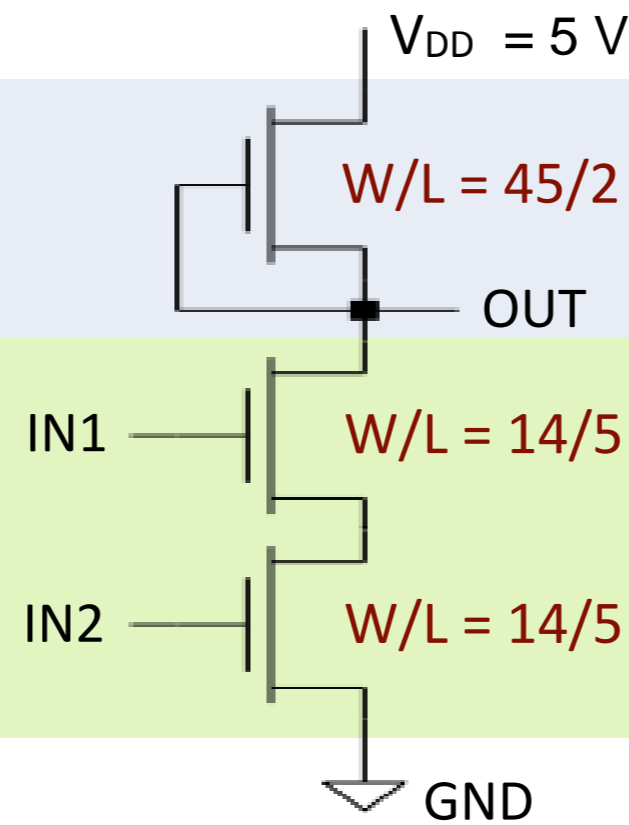 VDD = 5 V
W/L = 45/2
OUT
IN1
W/L = 14/5
IN2
W/L = 14/5
GND